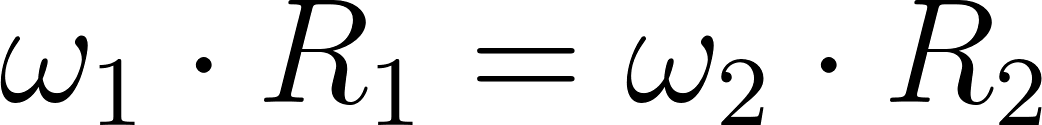 ω₁ · R₁ = ω₂ · R₂